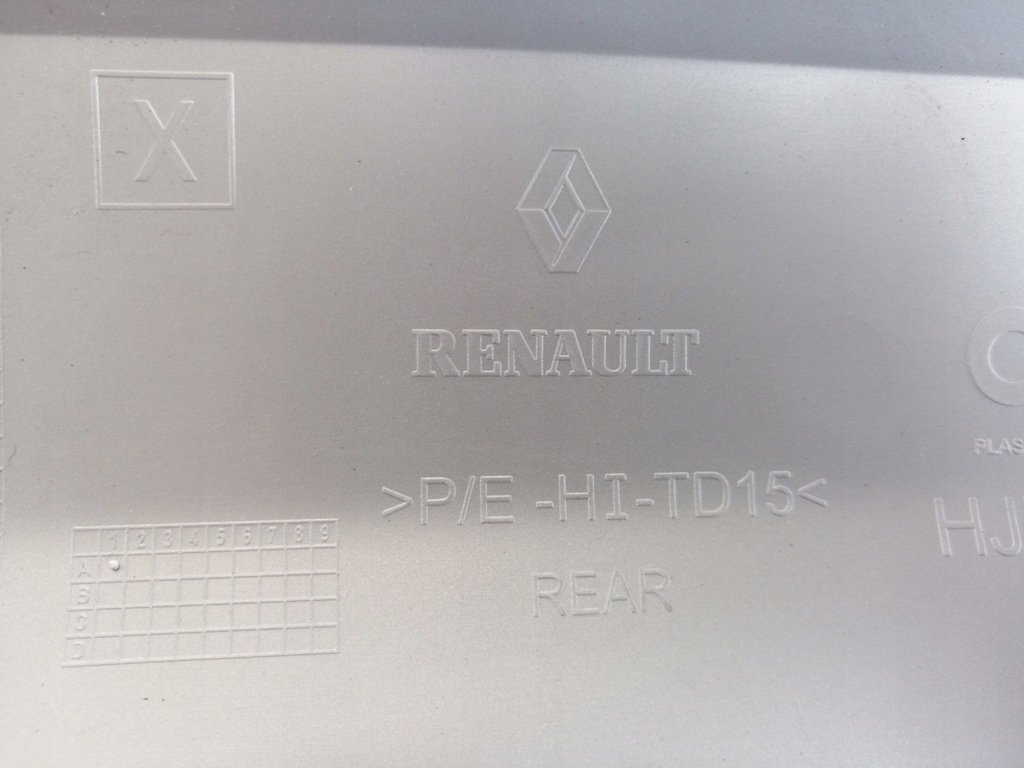 X
RENAULT
PLAS
>P/E -HI-TD15<
HJ
1 2 3 4 5 6 7 8 9
A
B
C
D
REAR